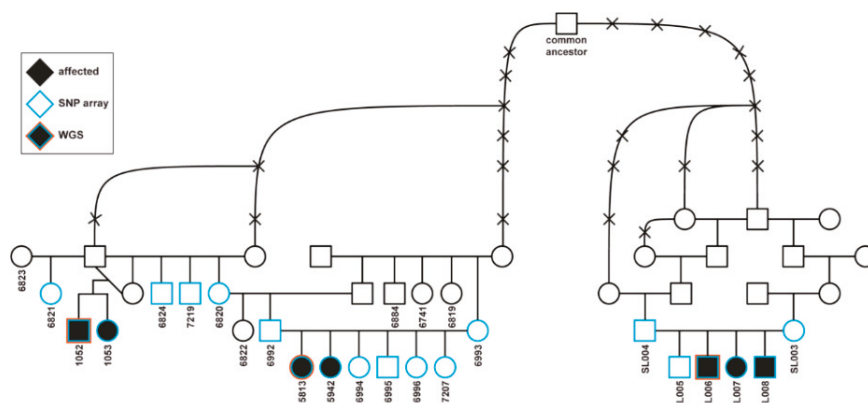 common
ancestor
affected
SNP array
WGS
6823
6821
1052
1053
6824
7219
6820
6822
6992
6884
6741
6819
6993
5813
5942
6994
6995
6996
7207
SL004
SL003
L005
L006
L007
L008